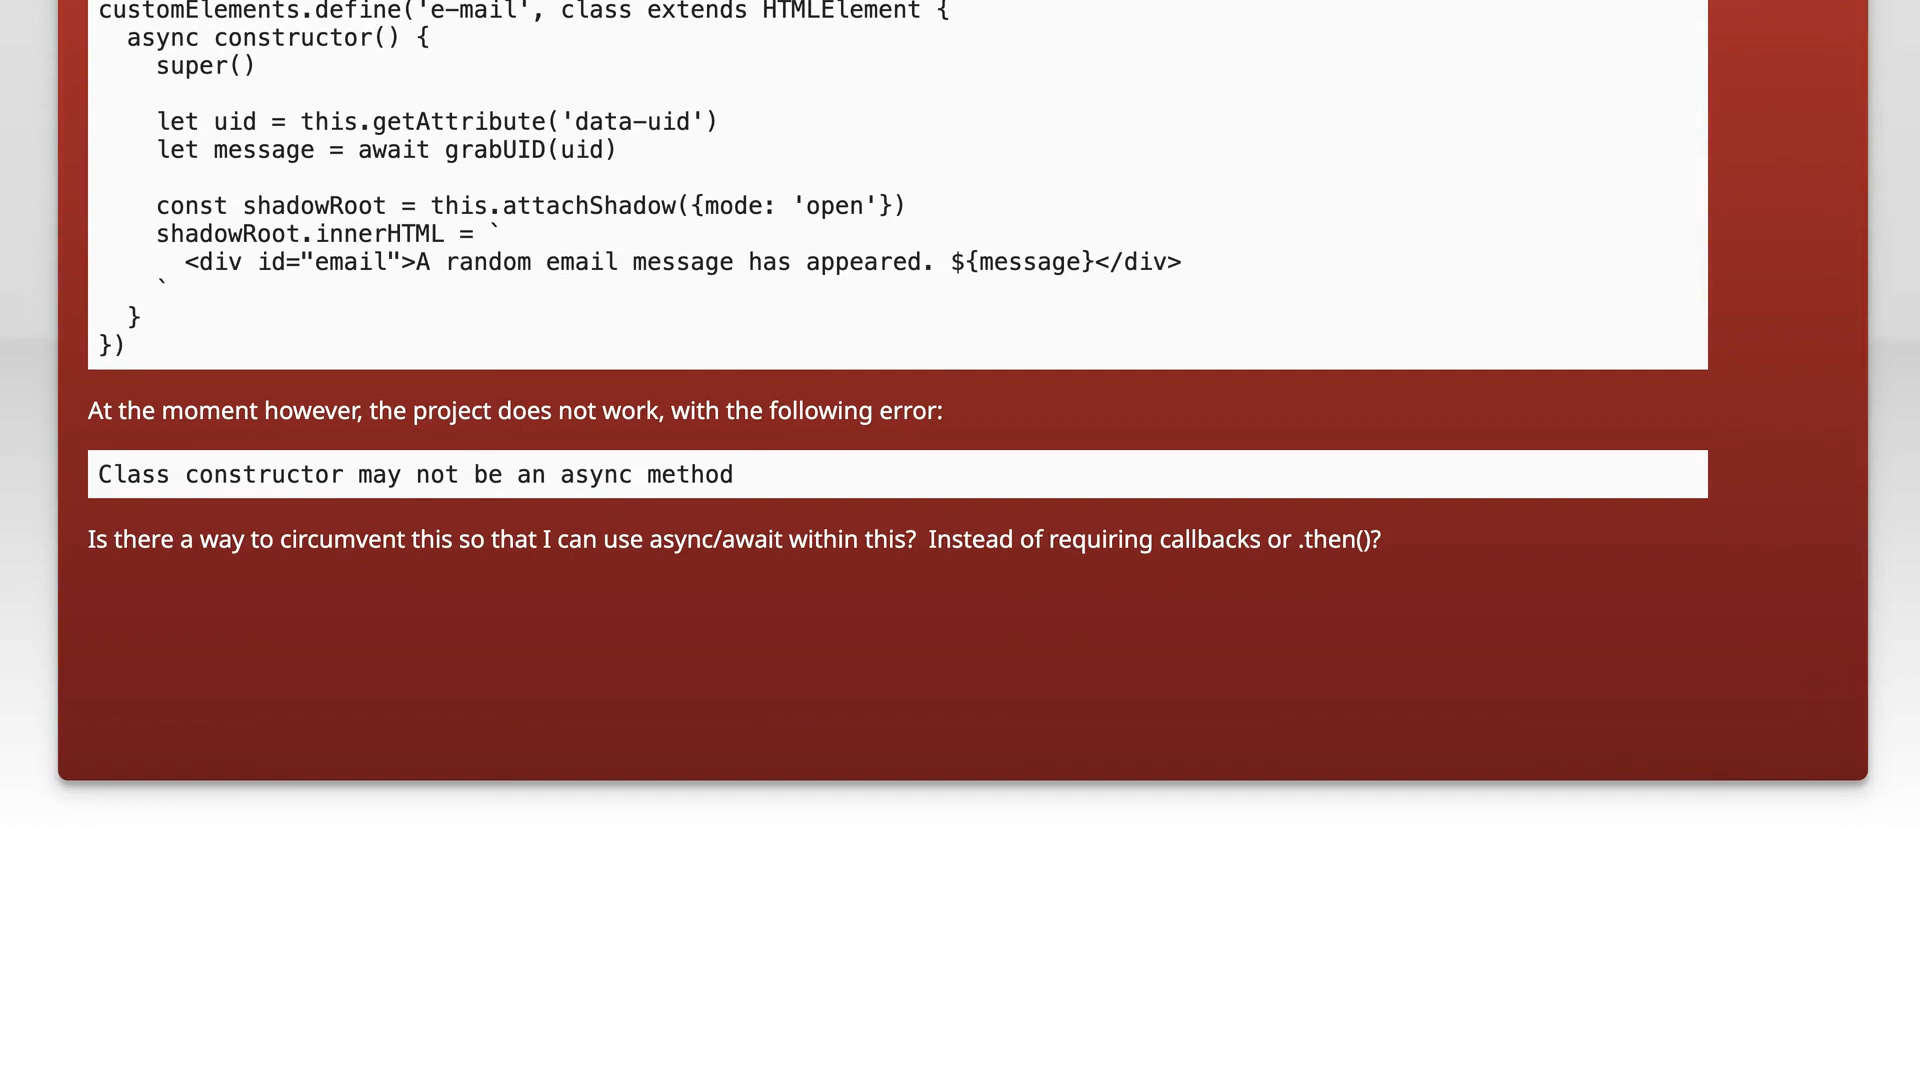 customElements.define('e-mail', class extends HTMLElement {
  async constructor() {
    super()

    let uid = this.getAttribute('data-uid')
    let message = await grabUID(uid)

    const shadowRoot = this.attachShadow({mode: 'open'})
    shadowRoot.innerHTML = `
      <div id="email">A random email message has appeared. ${message}</div>
    `
  }
})
At the moment however, the project does not work, with the following error:
Class constructor may not be an async method
Is there a way to circumvent this so that I can use async/await within this?  Instead of requiring callbacks or .then()?